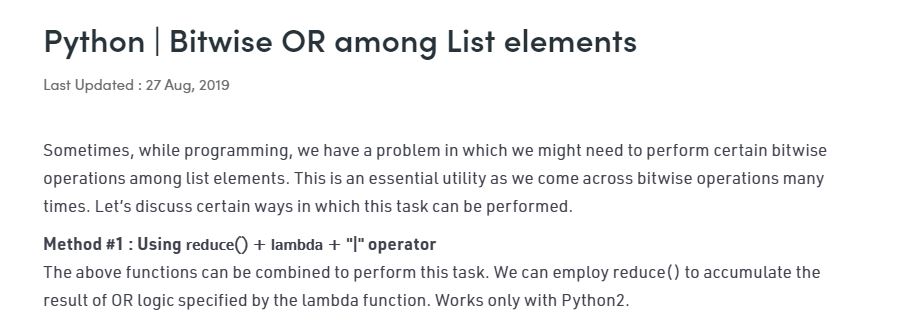 Python | Bitwise OR among List elements
Last Updated : 27 Aug, 2019
Sometimes, while programming, we have a problem in which we might need to perform certain bitwise
operations among list elements. This is an essential utility as we come across bitwise operations many
times. Let’s discuss certain ways in which this task can be performed.
Method #1 : Using reduce() + lambda + "|" operator
The above functions can be combined to perform this task. We can employ reduce() to accumulate the
result of OR logic specified by the lambda function. Works only with Python2.